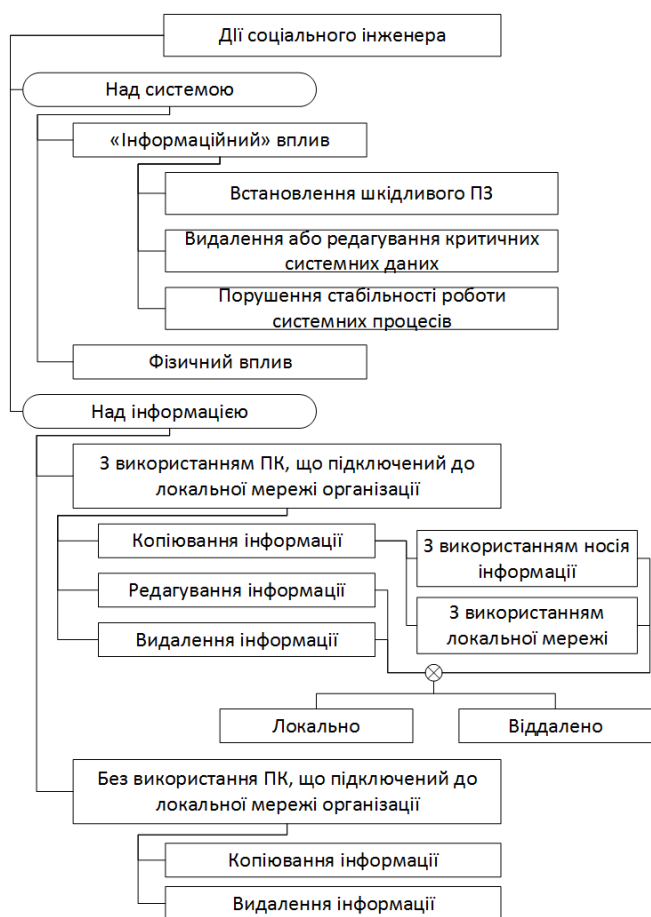 ДІЇ соціального інженера
Над системою
«Інформаційний» вплив
Встановлення шкідливого ПЗ
Видалення або редагування критичних
системних даних
Порушення стабільності роботи
системних процесів
Фізичний вплив
Над інформацією
З використанням ПК, що підключений до
локальної мережі організації
Копіювання інформації
З використанням носія
інформації
Редагування інформації
З використанням
локальної мережі
Видалення інформації
Локально
Віддалено
Без використання ПК, що підключений до
локальної мережі організації
Копіювання інформації
Видалення інформації